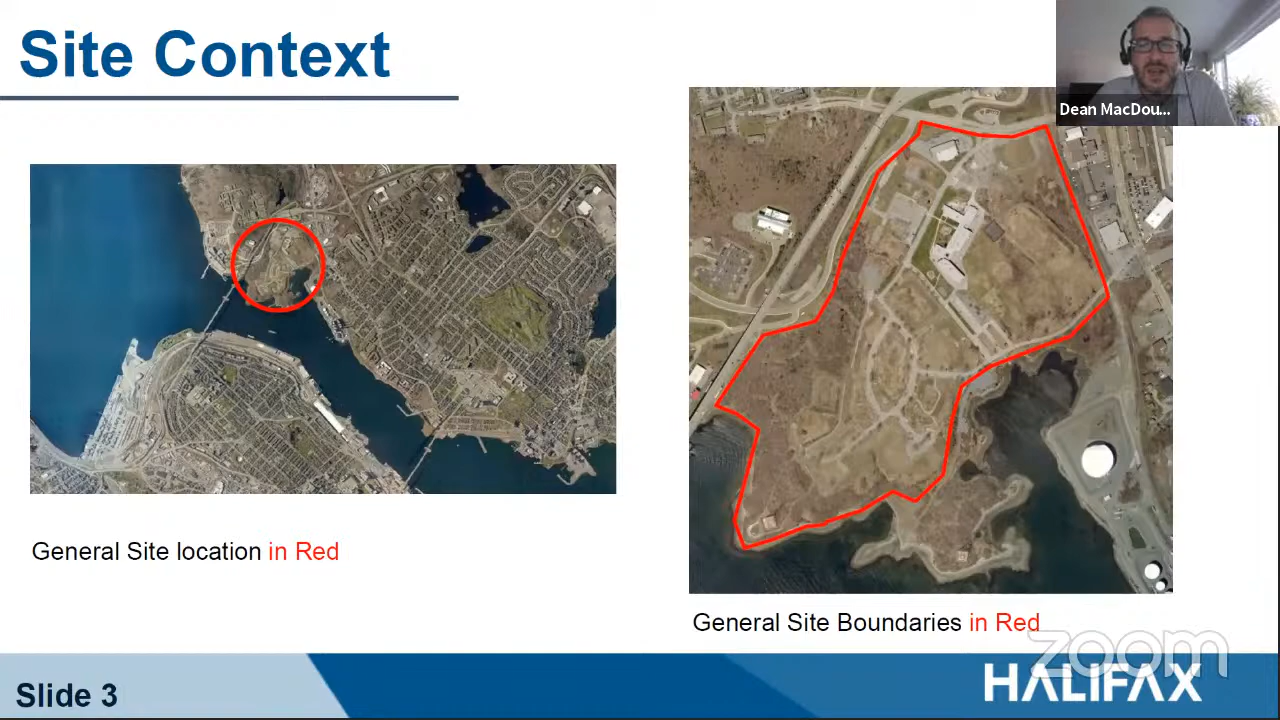 Site Context
Dean MacDou...
General Site location in Red
General Site Boundaries in Red
zoom
HALIFAX
Slide 3